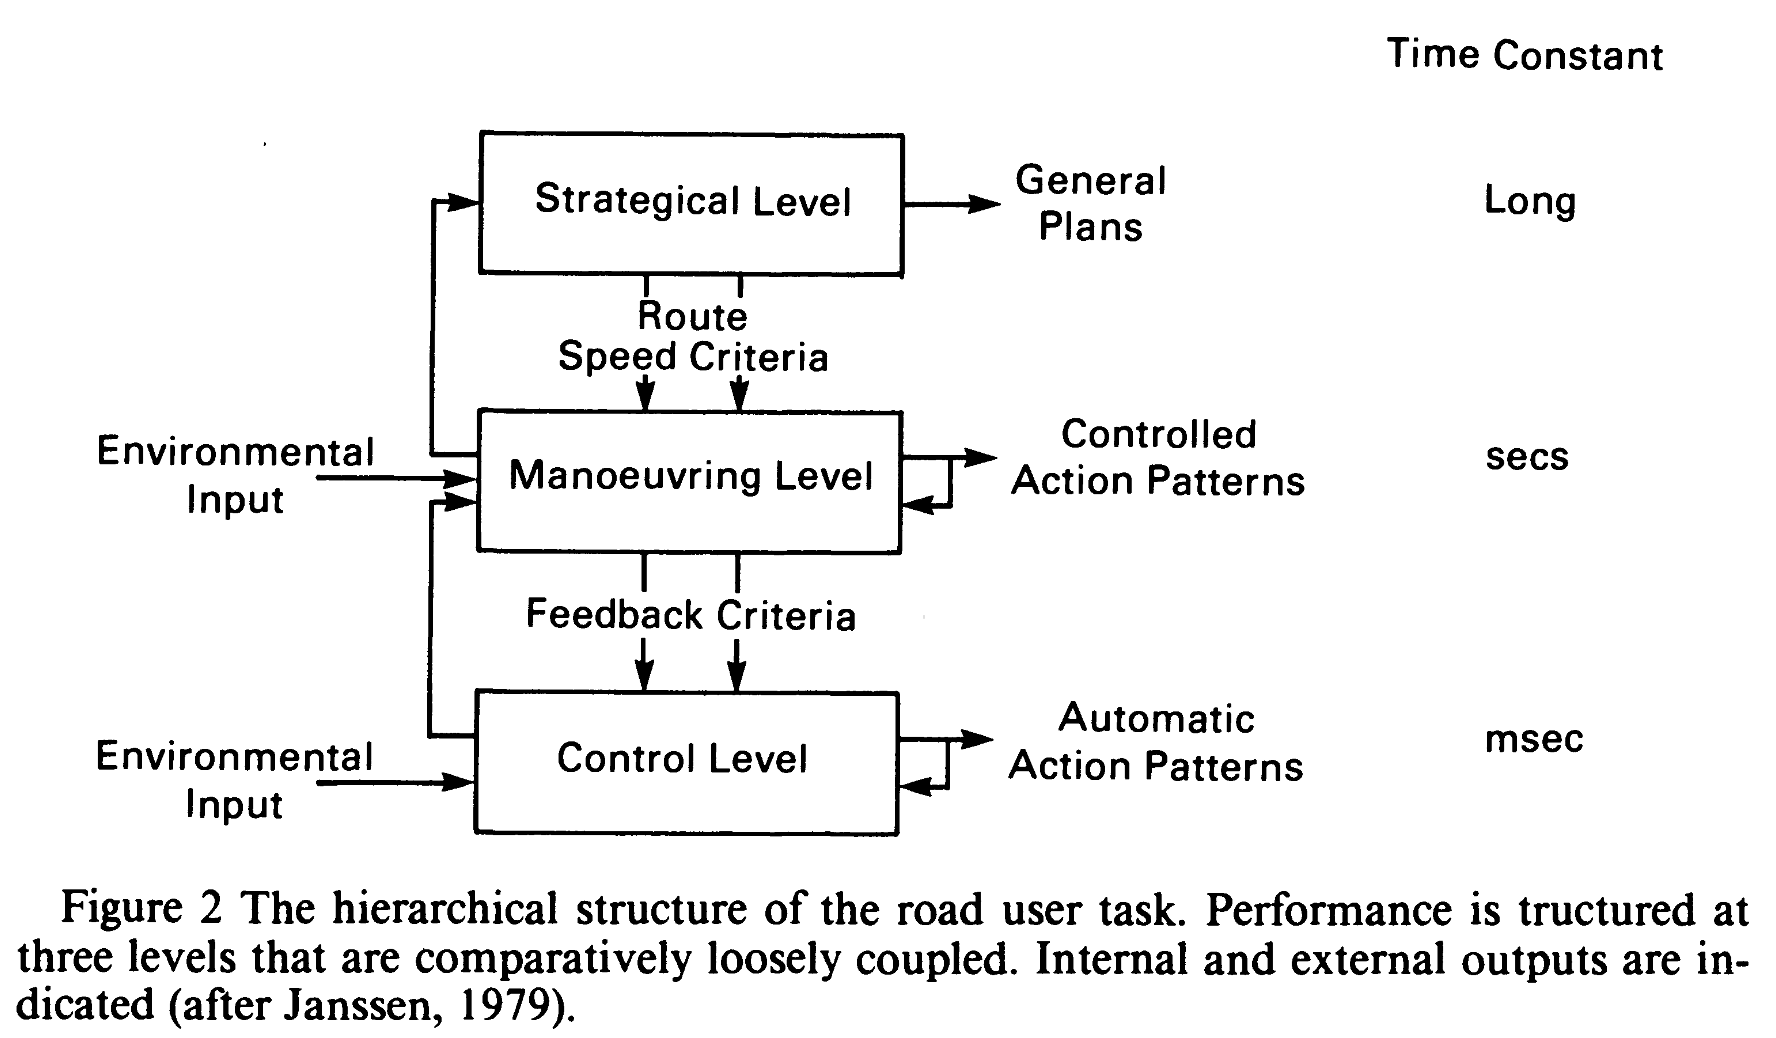 Time Constant
Strategical Level
General
Plans
Long
Route
Speed Criteria
Environmental
Input
Manoeuvring Level
Controlled
Action Patterns
secs
Feedback Criteria
Environmental
Input
Control Level
Automatic
Action Patterns
msec
Figure 2 The hierarchical structure of the road user task. Performance is tructured at
three levels that are comparatively loosely coupled. Internal and external outputs are in-
dicated (after Janssen, 1979).